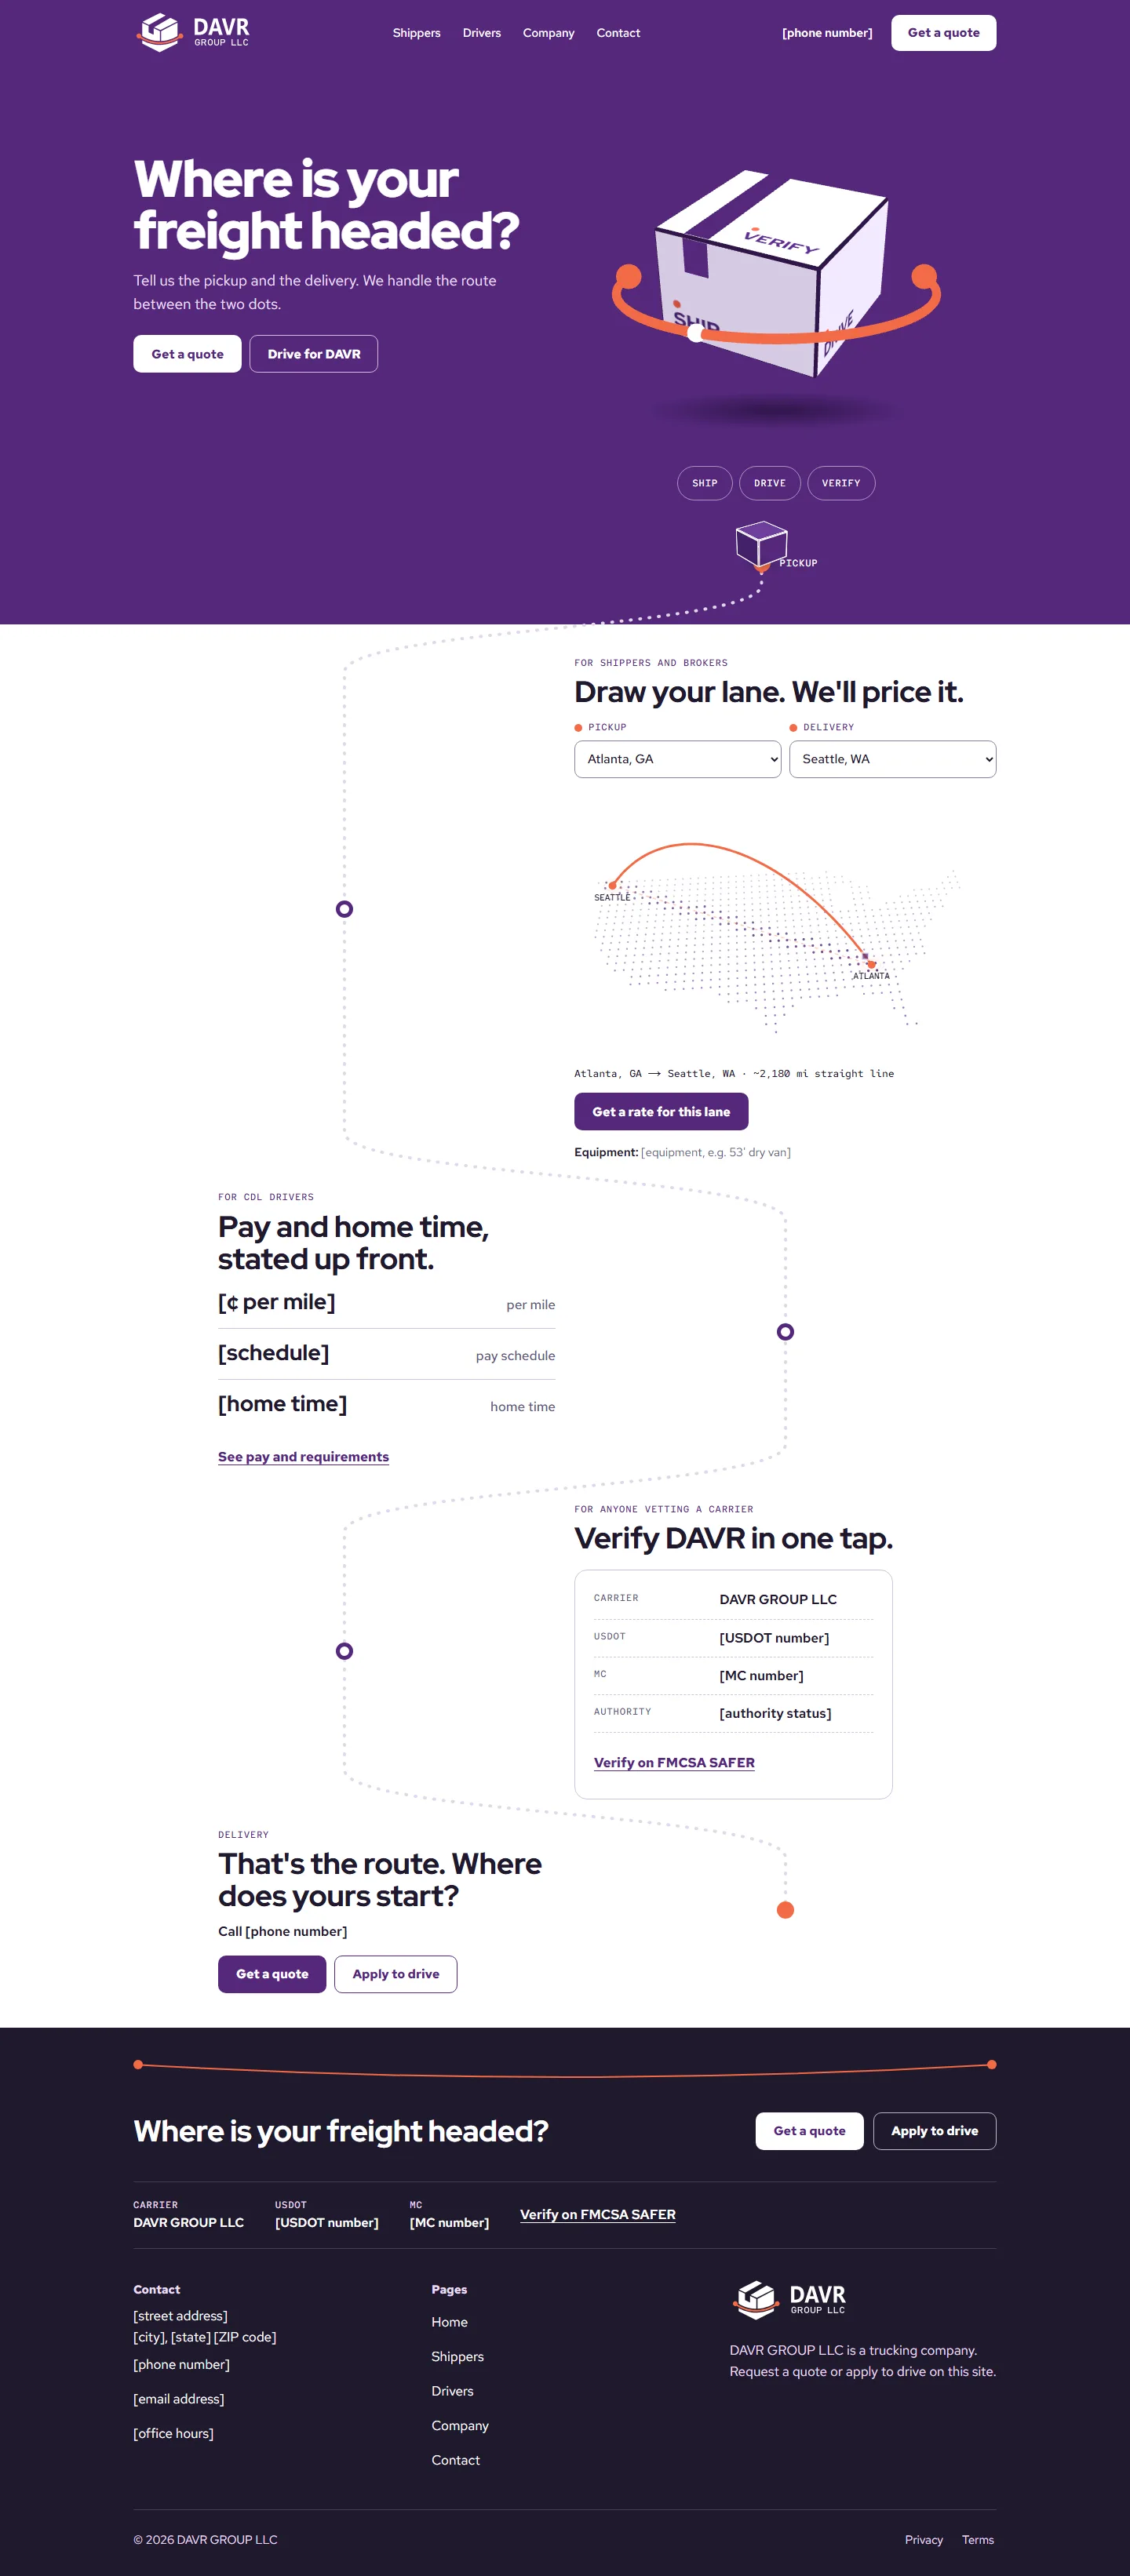 DAVR
GROUP LLC
Shippers Drivers Company Contact
[phone number]
Get a quote
Where is your
freight headed?
Tell us the pickup and the delivery. We handle the route
between the two dots.
Get a quote
Drive for DAVR
VERIFY
SHIP
DRIVE
SHIP
DRIVE
VERIFY
PICKUP
FOR SHIPPERS AND BROKERS
Draw your lane. We'll price it.
PICKUP
DELIVERY
Atlanta, GA
Seattle, WA
SEATTLE
ATLANTA
Atlanta, GA → Seattle, WA · ~2,180 mi straight line
Get a rate for this lane
Equipment: [equipment, e.g. 53' dry van]
FOR CDL DRIVERS
Pay and home time,
stated up front.
[¢ per mile] per mile
[schedule] pay schedule
[home time] home time
See pay and requirements
FOR ANYONE VETTING A CARRIER
Verify DAVR in one tap.
CARRIER DAVR GROUP LLC
USDOT [USDOT number]
MC [MC number]
AUTHORITY [authority status]
Verify on FMCSA SAFER
DELIVERY
That's the route. Where
does yours start?
Call [phone number]
Get a quote
Apply to drive
Where is your freight headed?
Get a quote
Apply to drive
CARRIER
DAVR GROUP LLC
USDOT
[USDOT number]
MC
[MC number]
Verify on FMCSA SAFER
Contact
[street address]
[city], [state] [ZIP code]
[phone number]
[email address]
[office hours]
Pages
Home
Shippers
Drivers
Company
Contact
DAVR
GROUP LLC
DAVR GROUP LLC is a trucking company.
Request a quote or apply to drive on this site.
© 2026 DAVR GROUP LLC
Privacy Terms